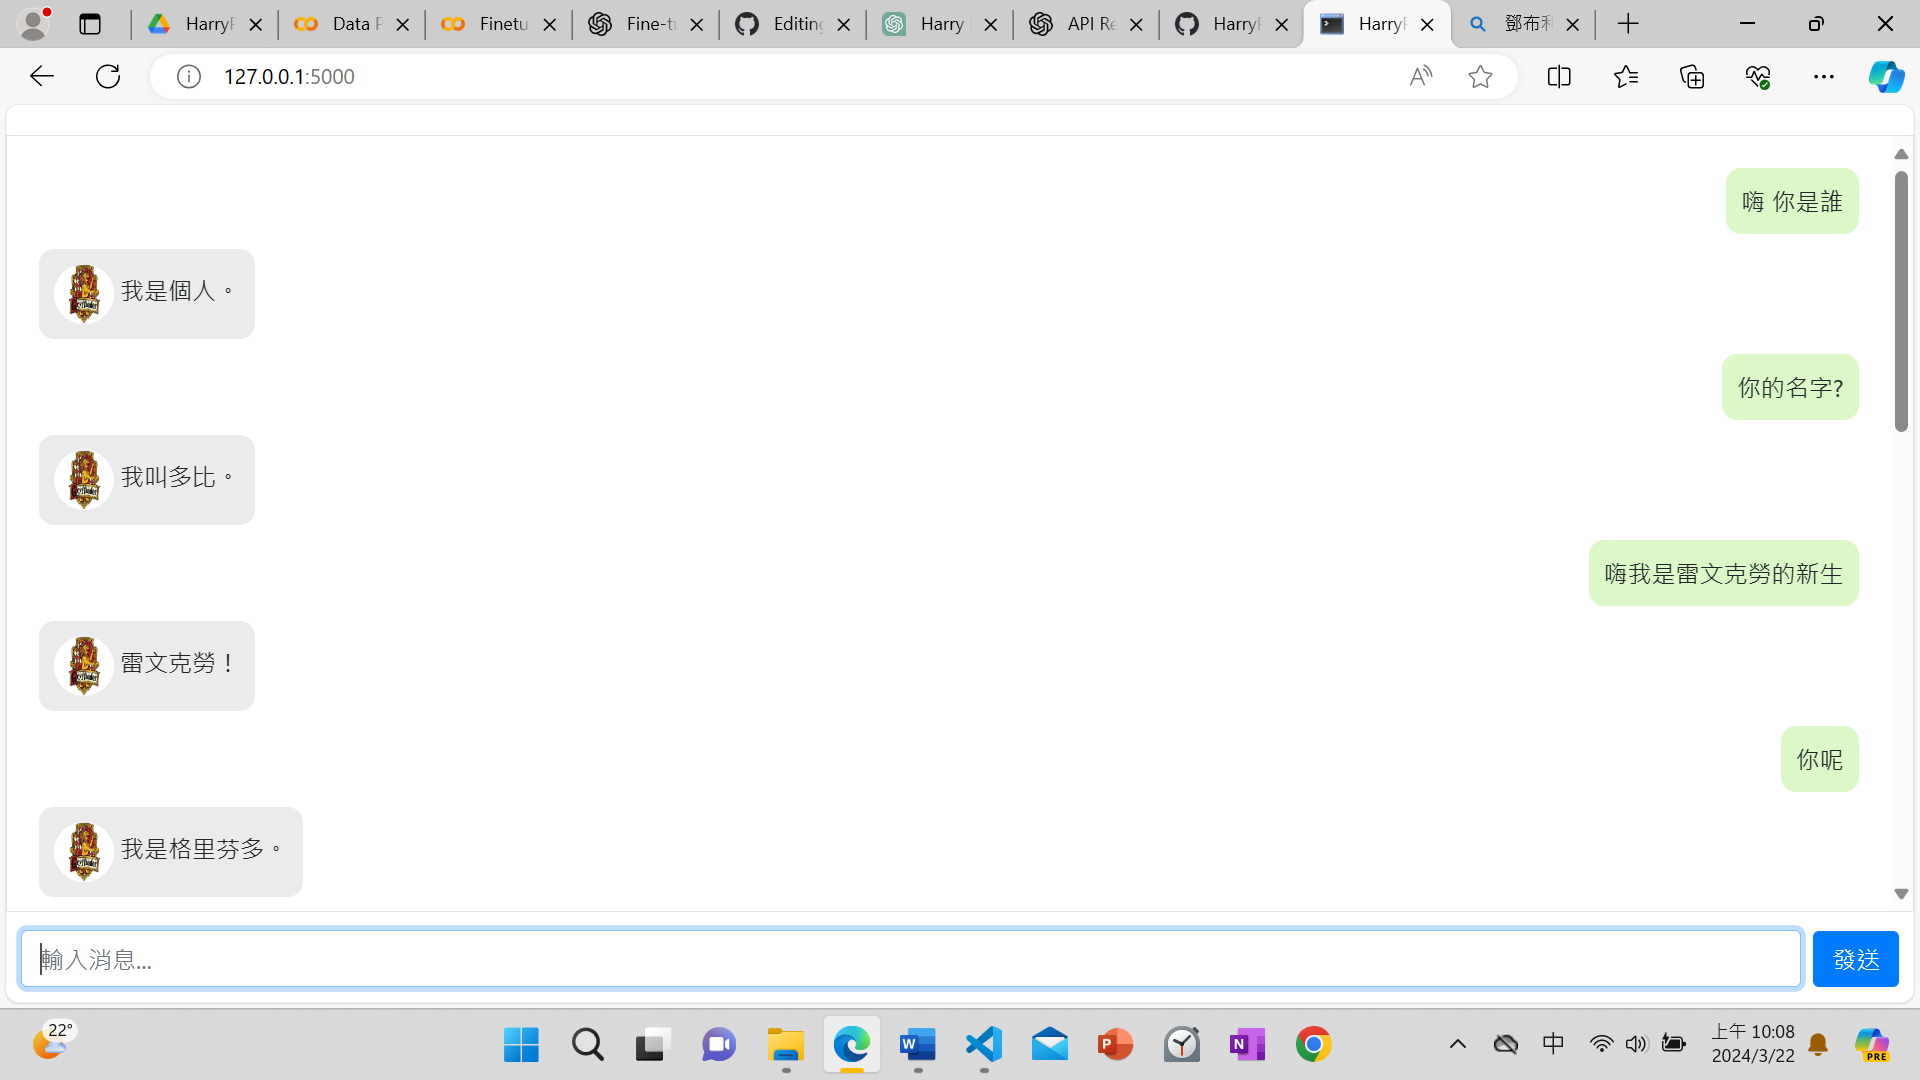 HarryP
Data P
Finetu
Fine-tu
Editing
Harry
API Re
HarryP
HarryP
鄧布利
127.0.0.1:5000
嗨 你是誰
我是個人。
你的名字?
我叫多比。
嗨我是雷文克勞的新生
雷文克勞！
你呢
我是格里芬多。
輸入消息...
發送
22°
中
上午 10:08
2024/3/22
PRE